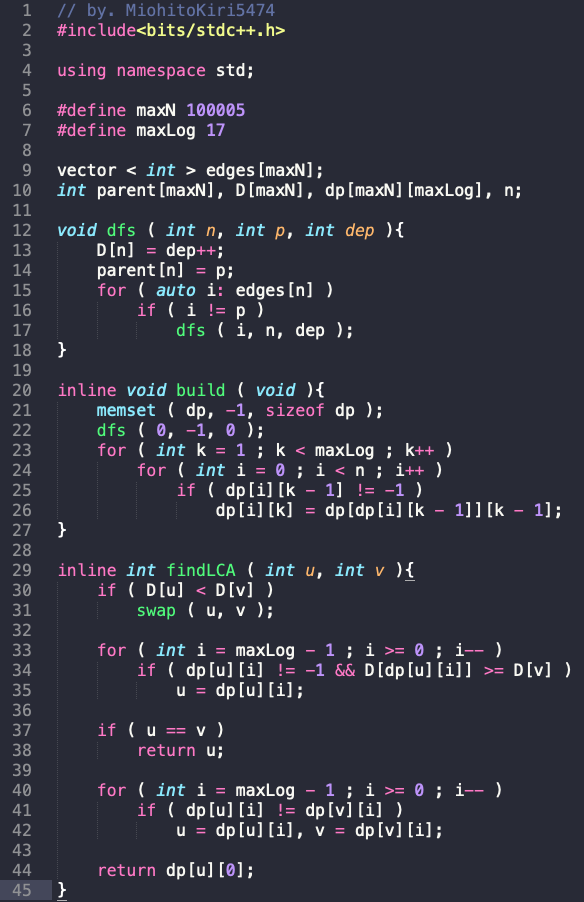 1 // by. MiohitoKiri5474
2 #include<bits/stdc++.h>
3
4 using namespace std;
5
6 #define maxN 100005
7 #define maxLog 17
8
9 vector < int > edges[maxN];
10 int parent[maxN], D[maxN], dp[maxN][maxLog], n;
11
12 void dfs ( int n, int p, int dep ){
13     D[n] = dep++;
14     parent[n] = p;
15     for ( auto i: edges[n] )
16         if ( i != p )
17             dfs ( i, n, dep );
18 }
19
20 inline void build ( void ){
21     memset ( dp, -1, sizeof dp );
22     dfs ( 0, -1, 0 );
23     for ( int k = 1 ; k < maxLog ; k++ )
24         for ( int i = 0 ; i < n ; i++ )
25             if ( dp[i][k - 1] != -1 )
26                 dp[i][k] = dp[dp[i][k - 1]][k - 1];
27 }
28
29 inline int findLCA ( int u, int v ){
30     if ( D[u] < D[v] )
31         swap ( u, v );
32
33     for ( int i = maxLog - 1 ; i >= 0 ; i-- )
34         if ( dp[u][i] != -1 && D[dp[u][i]] >= D[v] )
35             u = dp[u][i];
36
37     if ( u == v )
38         return u;
39
40     for ( int i = maxLog - 1 ; i >= 0 ; i-- )
41         if ( dp[u][i] != dp[v][i] )
42             u = dp[u][i], v = dp[v][i];
43
44     return dp[u][0];
45 }